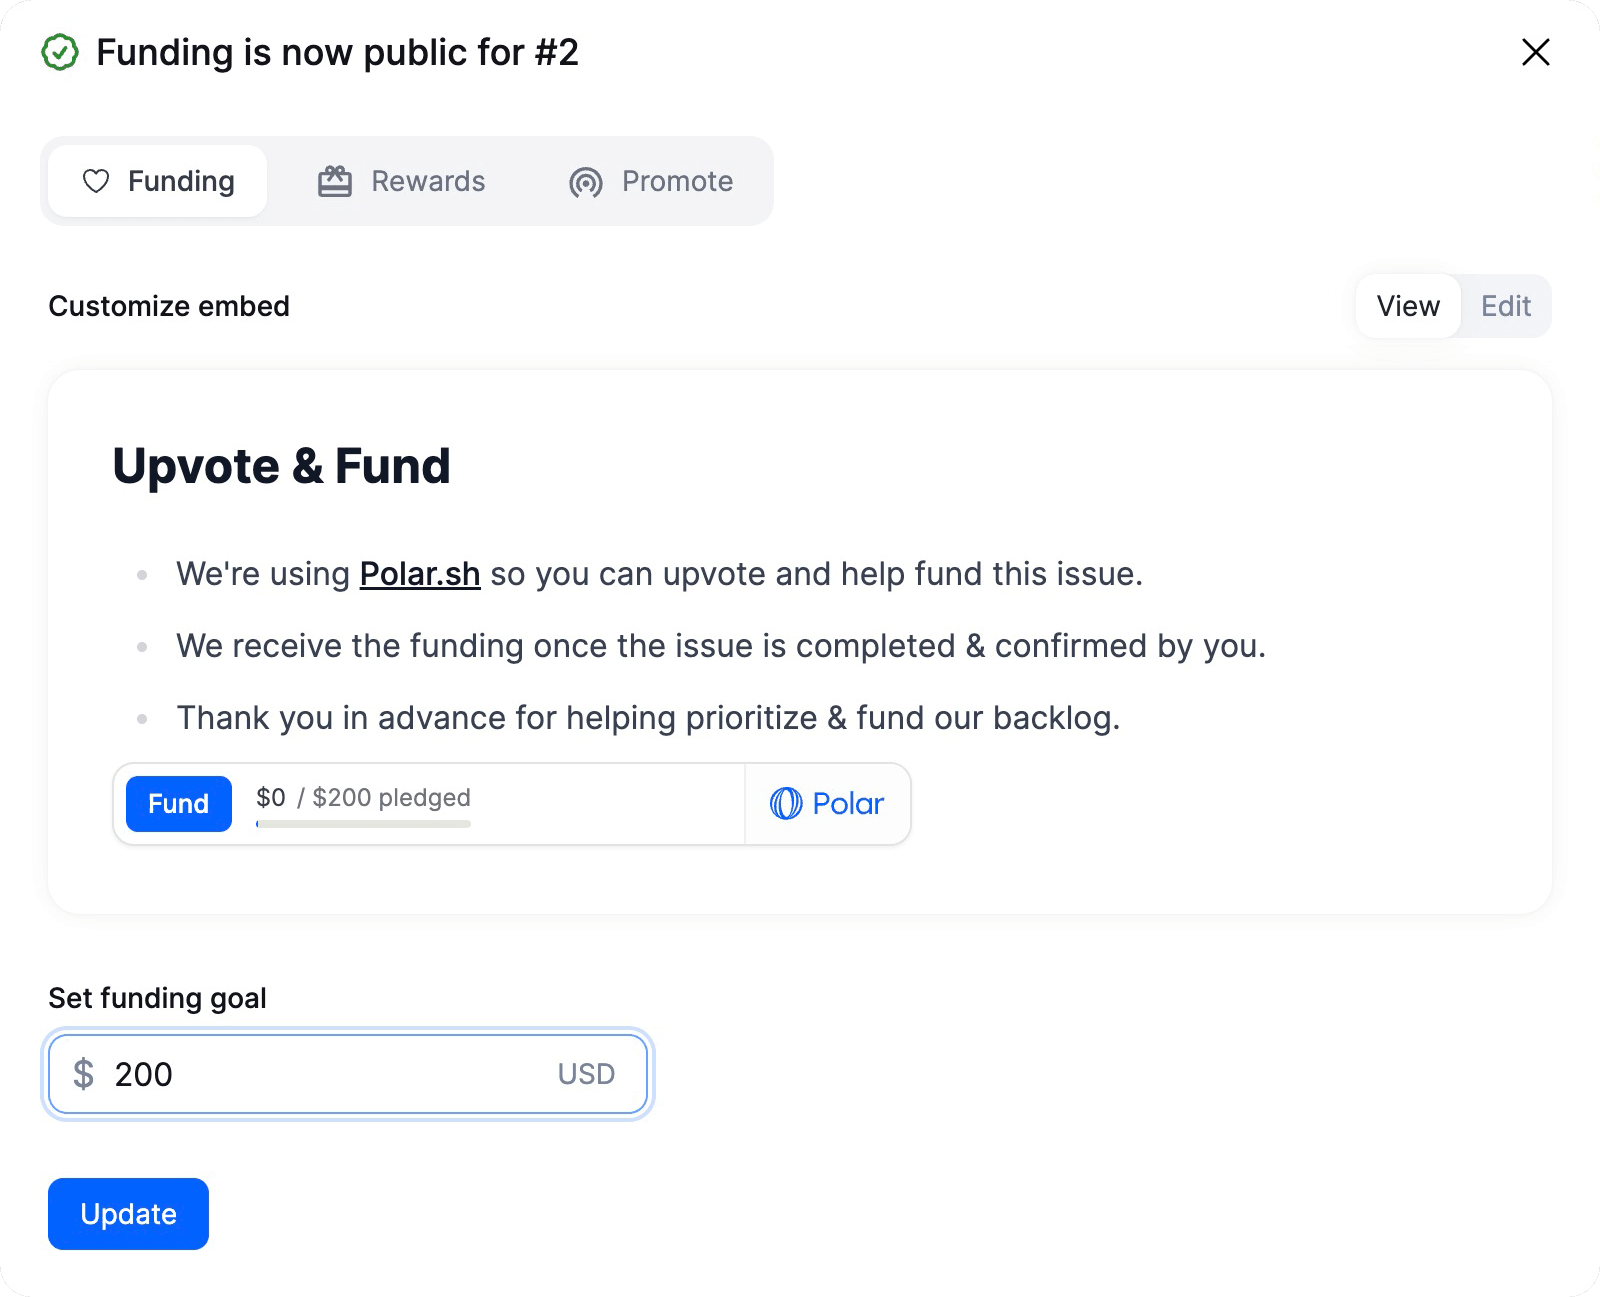 Funding is now public for #2
Funding
Rewards
Promote
Customize embed
View
Edit
Upvote & Fund
We're using Polar.sh so you can upvote and help fund this issue.
We receive the funding once the issue is completed & confirmed by you.
Thank you in advance for helping prioritize & fund our backlog.
Fund
$0 / $200 pledged
Polar
Set funding goal
$ 200 USD
Update